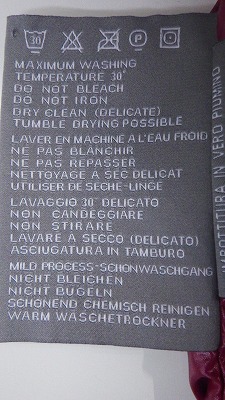 30
MAXIMUM WASHING
TEMPERATURE 30°
DO NOT BLEACH
DO NOT IRON
DRY CLEAN (DELICATE)
TUMBLE DRYING POSSIBLE
LAVER EN MACHINE A L'EAU FROID
NE PAS BLANCHIR
NE PAS REPASSER
NETTOYAGE A SEC DELICAT
UTILISER DE SECHE-LINGE
LAVAGGIO 30° DELICATO
NON CANDEGGIARE
NON STIRARE
LAVARE A SECCO (DELICATO)
ASCIUGATURA IN TAMBURO
MILD PROCESS-SCHONWASCHGANG
NICHT BLEICHEN
NICHT BUGELN
SCHONEND CHEMISCH REINIGEN
WARM WASCHETROCKNER
IMBOTTITURA IN VERO PIUMINO